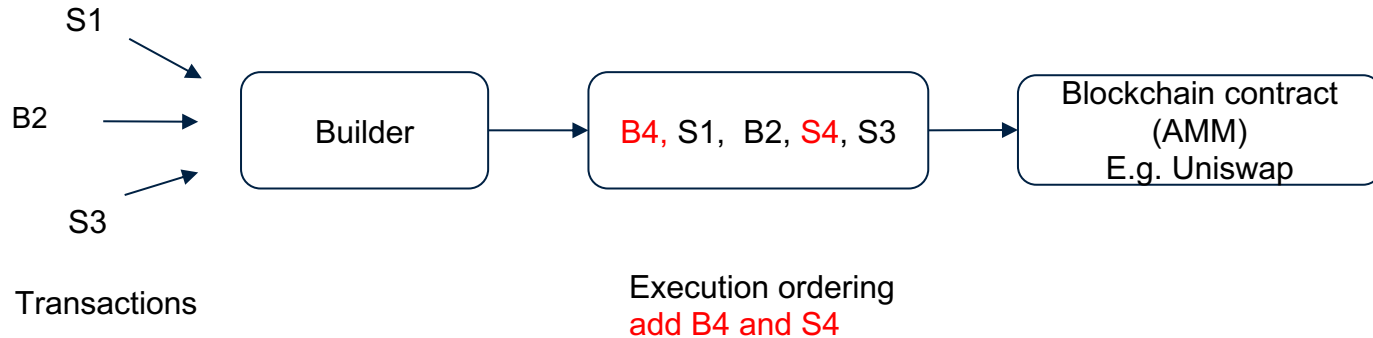 S1
B2
S3
Transactions
Builder
B4, S1, B2, S4, S3
Execution ordering
add B4 and S4
Blockchain contract
(AMM)
E.g. Uniswap